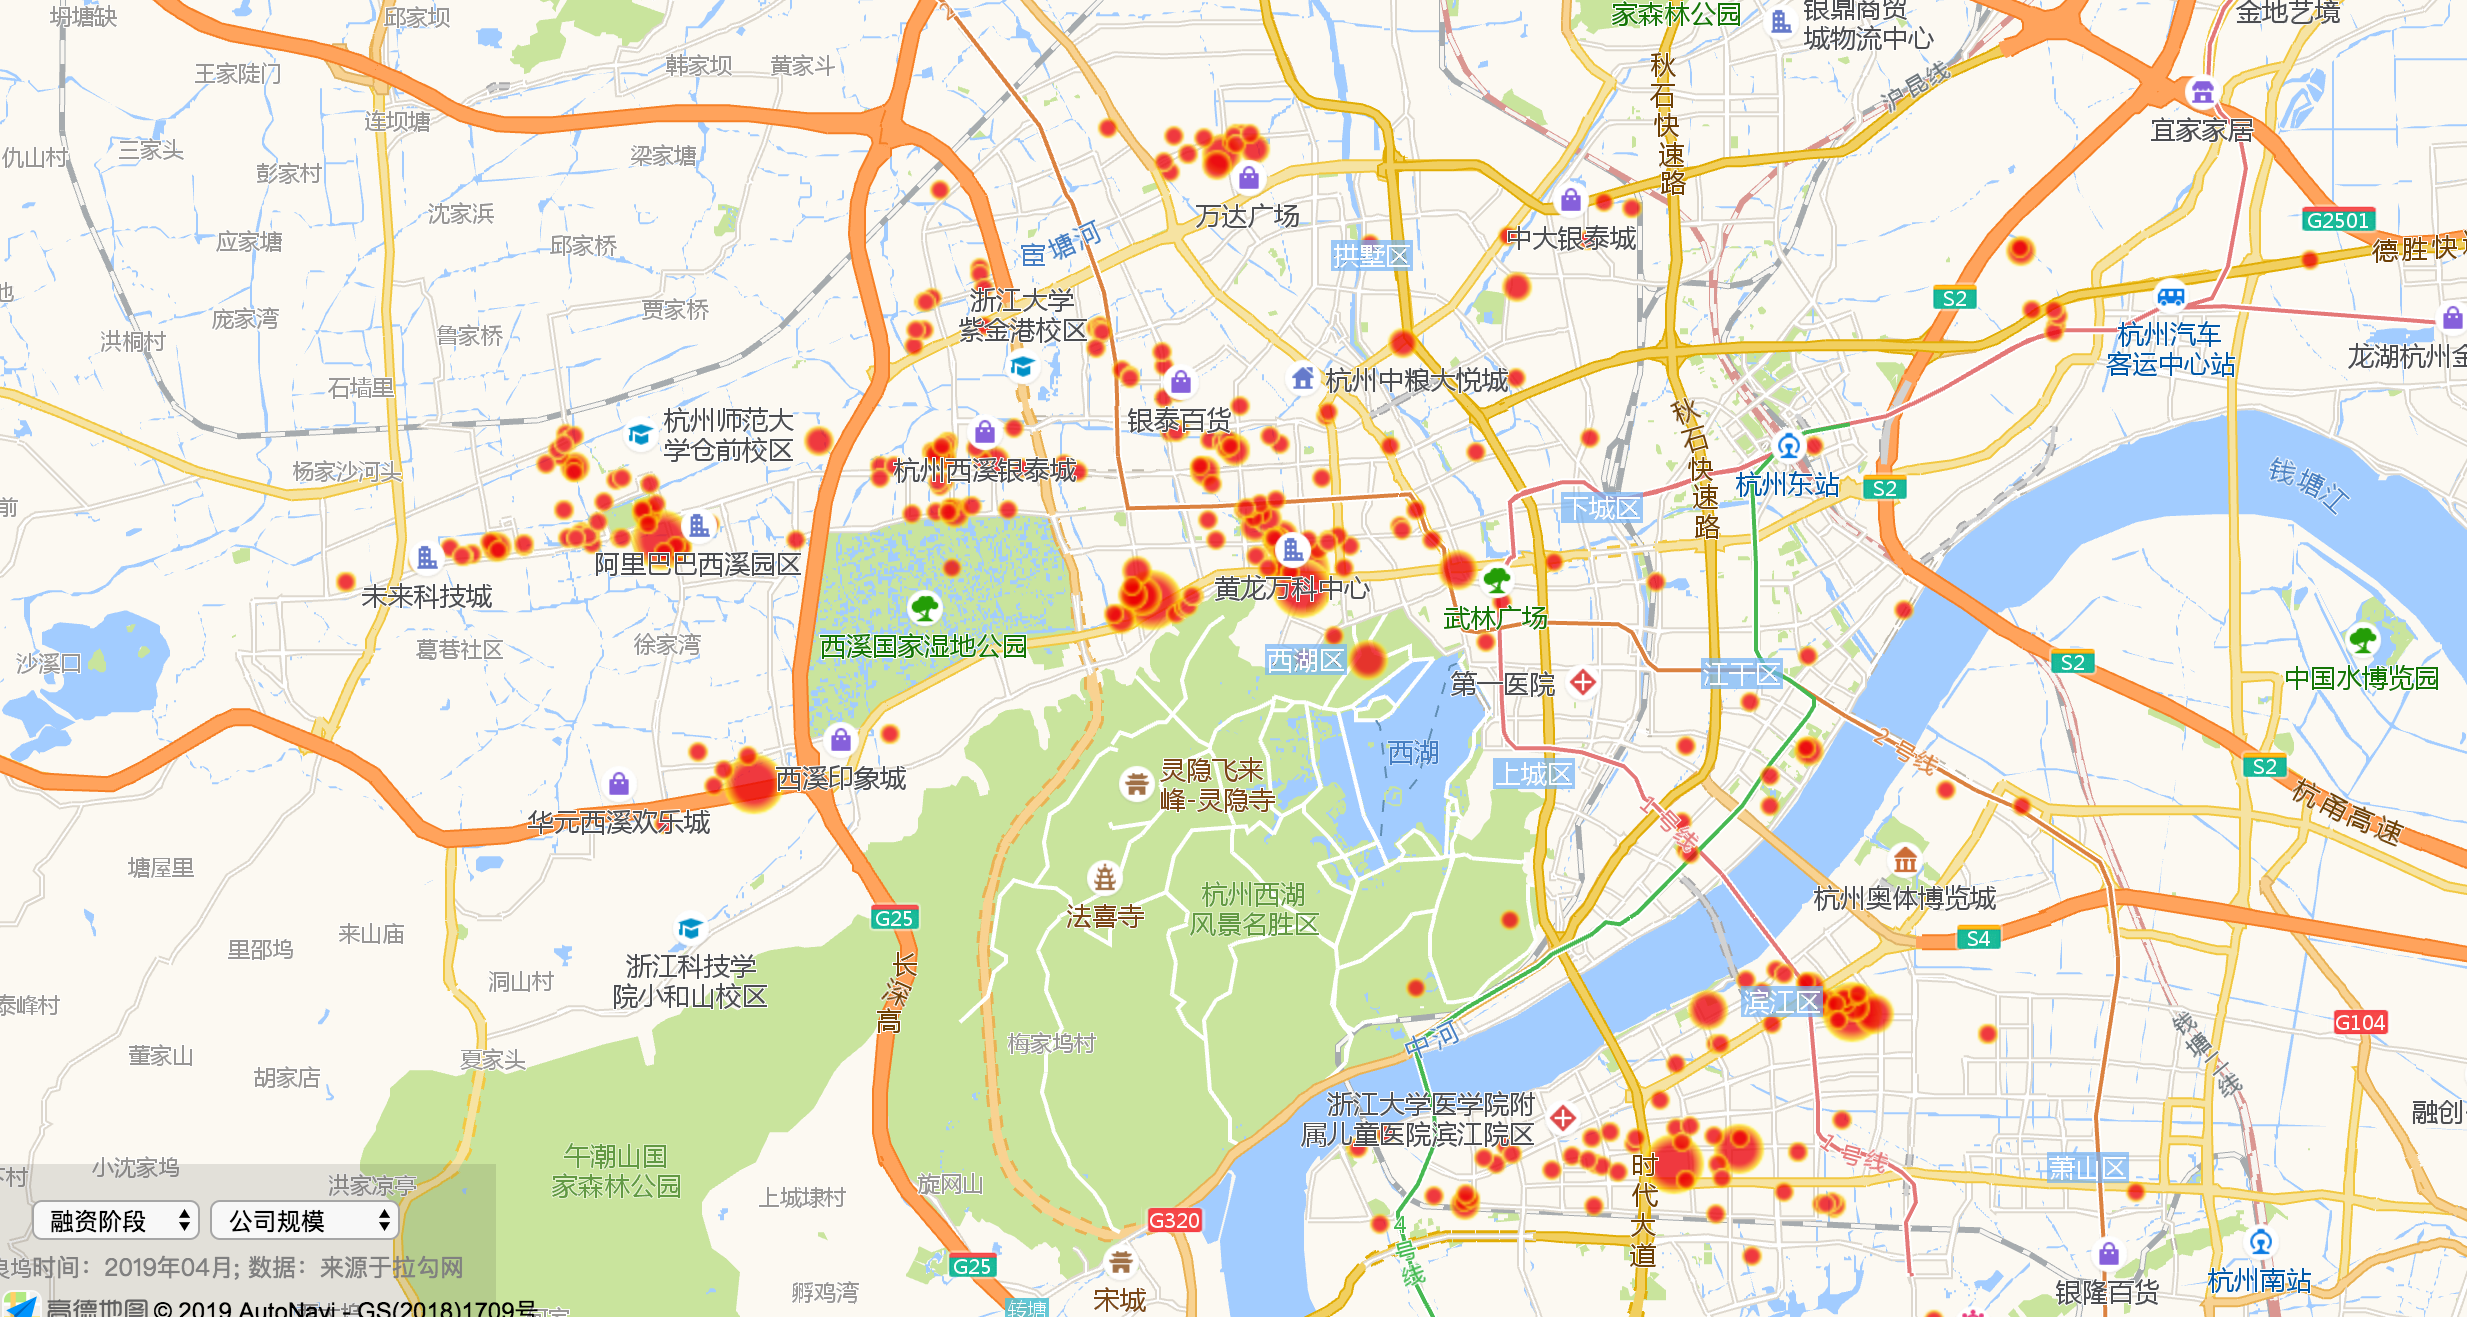 坍塘缺
邱家坝
家森林公园
银鼎商贸
城物流中心
金地艺境
王家陡门
韩家坝
黄家斗
秋石快速路
沪昆线
连坝塘
宜家家居
仇山村
三家头
彭家村
梁家塘
沈家浜
应家塘
邱家桥
宦塘河
万达广场
拱墅区
中大银泰城
G2501
德胜快
S2
庞家湾
洪桐村
鲁家桥
贾家桥
浙江大学
紫金港校区
杭州汽车
客运中心站
龙湖杭州金
石墙里
杭州中粮大悦城
银泰百货
杭州师范大
学仓前校区
秋石快速路
杨家沙河头
杭州西溪银泰城
杭州东站
S2
钱塘江
前
下城区
阿里巴巴西溪园区
未来科技城
黄龙万科中心
武林广场
葛巷社区
徐家湾
西溪国家湿地公园
西湖区
沙溪口
第一医院
江干区
S2
中国水博览园
西湖
2号线
上城区
S2
西溪印象城
灵隐飞来
峰-灵隐寺
华元西溪欢乐城
1号线
杭甬高速
塘屋里
杭州奥体博览城
法喜寺
杭州西湖
风景名胜区
G25
来山庙
里邵坞
S4
长深高
浙江科技学
院小和山校区
洞山村
泰峰村
滨江区
G104
钱塘江二线
中河
梅家坞村
董家山
夏家头
胡家店
浙江大学医学院附
属儿童医院滨江院区
融创
1号线
萧山区
午潮山国
家森林公园
小沈家坞
洪家凉亭
上城埭村
旋网山
时代大道
融资阶段
公司规模
G320
4号线
时间：2019年04月; 数据：来源于拉勾网
G25
银隆百货
杭州南站
孵鸡湾
宋城
转塘
高德地图 © 2019 AutoNavi - GS(2018)1709号